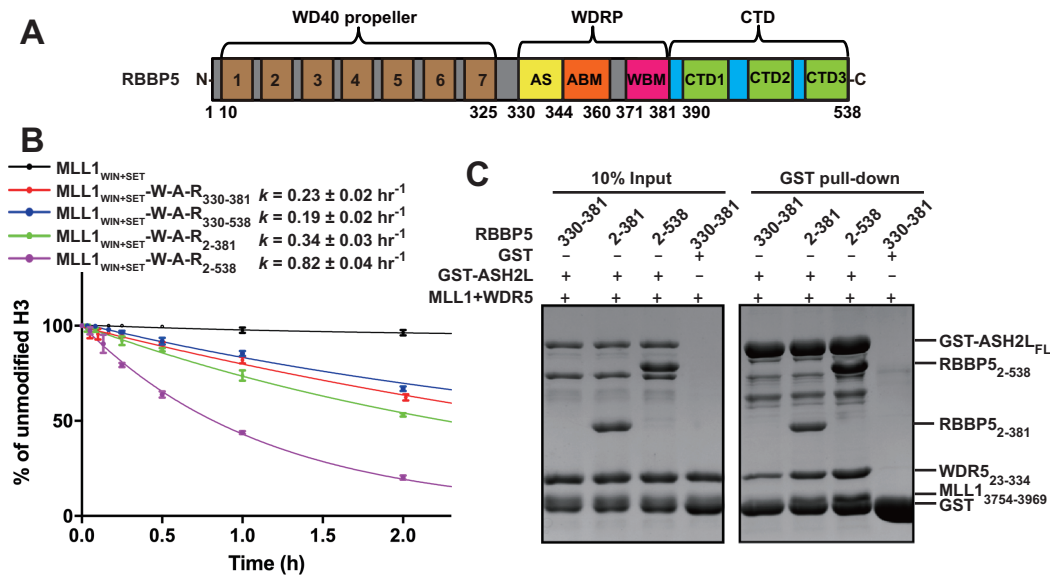 A
WD40 propeller WDRP CTD
RBBP5 N- 1 2 3 4 5 6 7 AS ABM WBM CTD1 CTD2 CTD3 -C
1 10 325 330 344 360 371 381 390 538
B
MLL1WIN+SET
MLL1WIN+SET-W-A-R330-381 k = 0.23 ± 0.02 hr-1
MLL1WIN+SET-W-A-R330-538 k = 0.19 ± 0.02 hr-1
MLL1WIN+SET-W-A-R2-381 k = 0.34 ± 0.03 hr-1
MLL1WIN+SET-W-A-R2-538 k = 0.82 ± 0.04 hr-1
% of unmodified H3
100
50
0
0.0 0.5 1.0 1.5 2.0
Time (h)
C
10% Input GST pull-down
RBBP5 330-381 2-381 2-538 330-381 330-381 2-381 2-538 330-381
GST – – – + – – – +
GST-ASH2L + + + – + + + –
MLL1+WDR5 + + + + + + + +
GST-ASH2LFL
RBBP52-538
RBBP52-381
WDR523-334
MLL13754-3969
GST